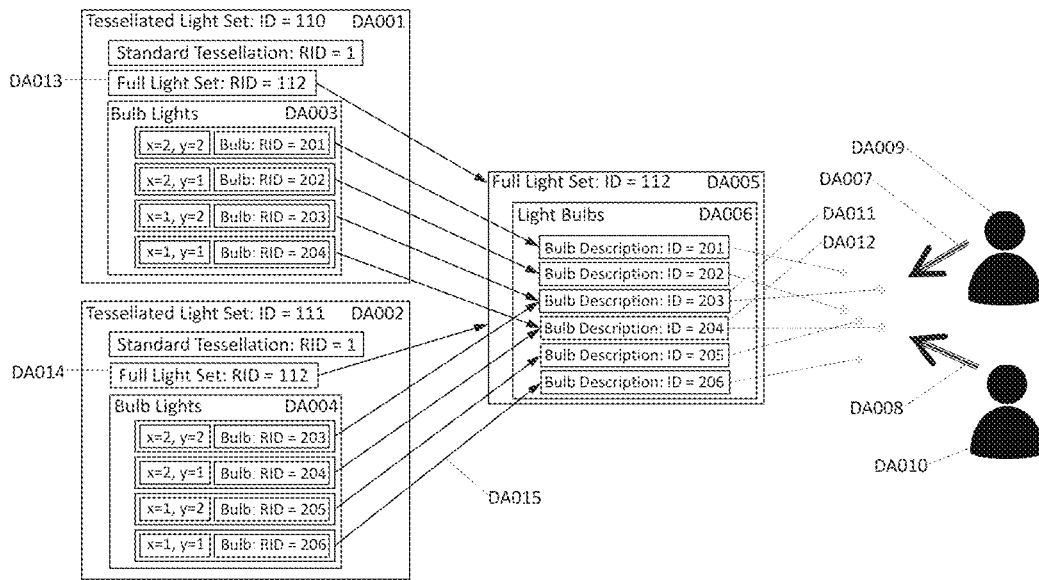 Tessellated Light Set: ID = 110 DA001
Standard Tessellation: RID = 1
DA013
Full Light Set: RID = 112
Bulb Lights DA003
x=2, y=2 Bulb: RID = 201
x=2, y=1 Bulb: RID = 202
x=1, y=2 Bulb: RID = 203
x=1, y=1 Bulb: RID = 204
Tessellated Light Set: ID = 111 DA002
Standard Tessellation: RID = 1
DA014
Full Light Set: RID = 112
Bulb Lights DA004
x=2, y=2 Bulb: RID = 203
x=2, y=1 Bulb: RID = 204
x=1, y=2 Bulb: RID = 205
x=1, y=1 Bulb: RID = 206
DA015
Full Light Set: ID = 112 DA005
Light Bulbs DA006
Bulb Description: ID = 201
Bulb Description: ID = 202
Bulb Description: ID = 203
Bulb Description: ID = 204
Bulb Description: ID = 205
Bulb Description: ID = 206
DA009
DA007
DA011
DA012
DA008
DA010